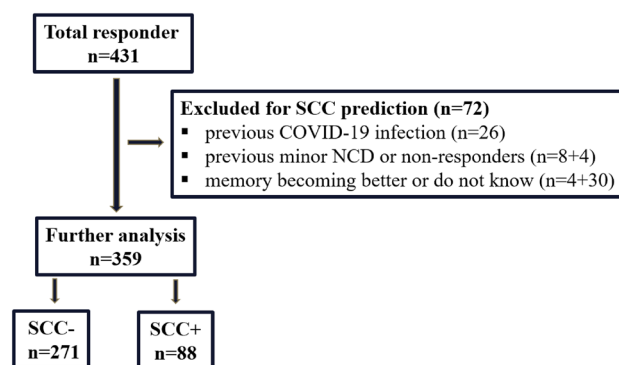 Total responder
n=431
Excluded for SCC prediction (n=72)
▪ previous COVID-19 infection (n=26)
▪ previous minor NCD or non-responders (n=8+4)
▪ memory becoming better or do not know (n=4+30)
Further analysis
n=359
SCC-
n=271
SCC+
n=88